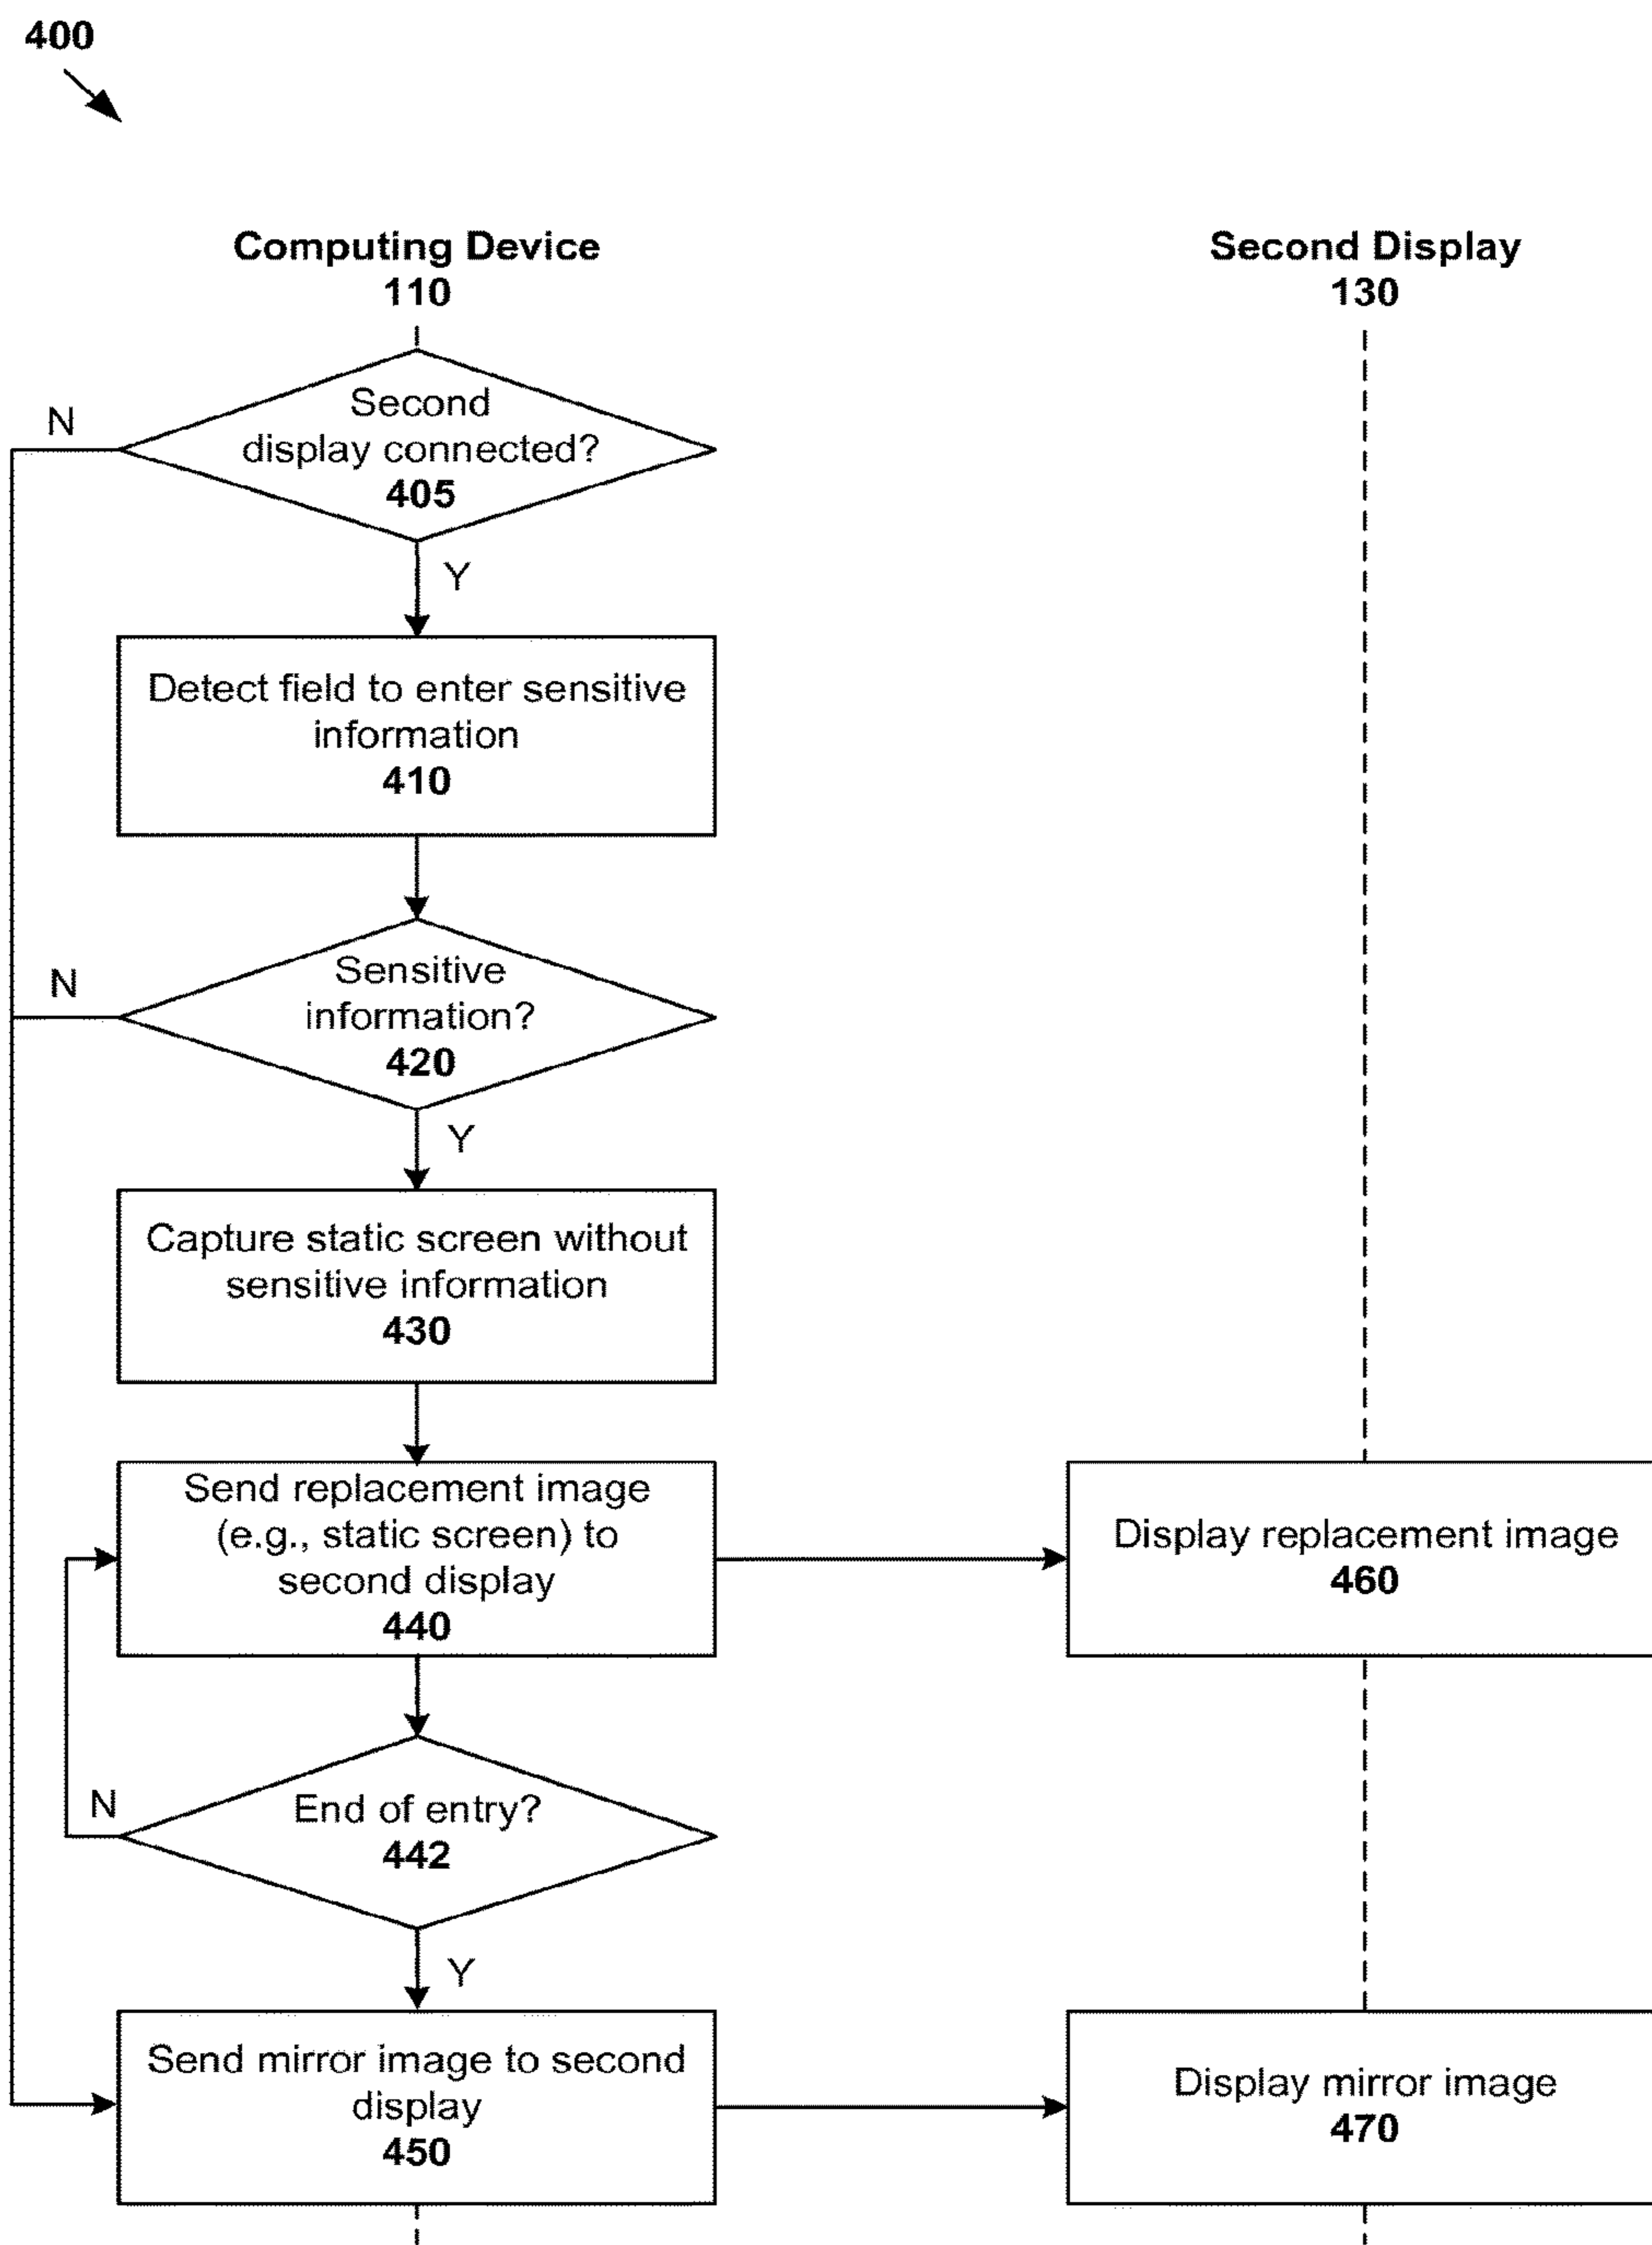 400
Computing Device
110
Second Display
130
N
Second
display connected?
405
Y
Detect field to enter sensitive
information
410
N
Sensitive
information?
420
Y
Capture static screen without
sensitive information
430
Send replacement image
(e.g., static screen) to
second display
440
Display replacement image
460
N
End of entry?
442
Y
Send mirror image to second
display
450
Display mirror image
470